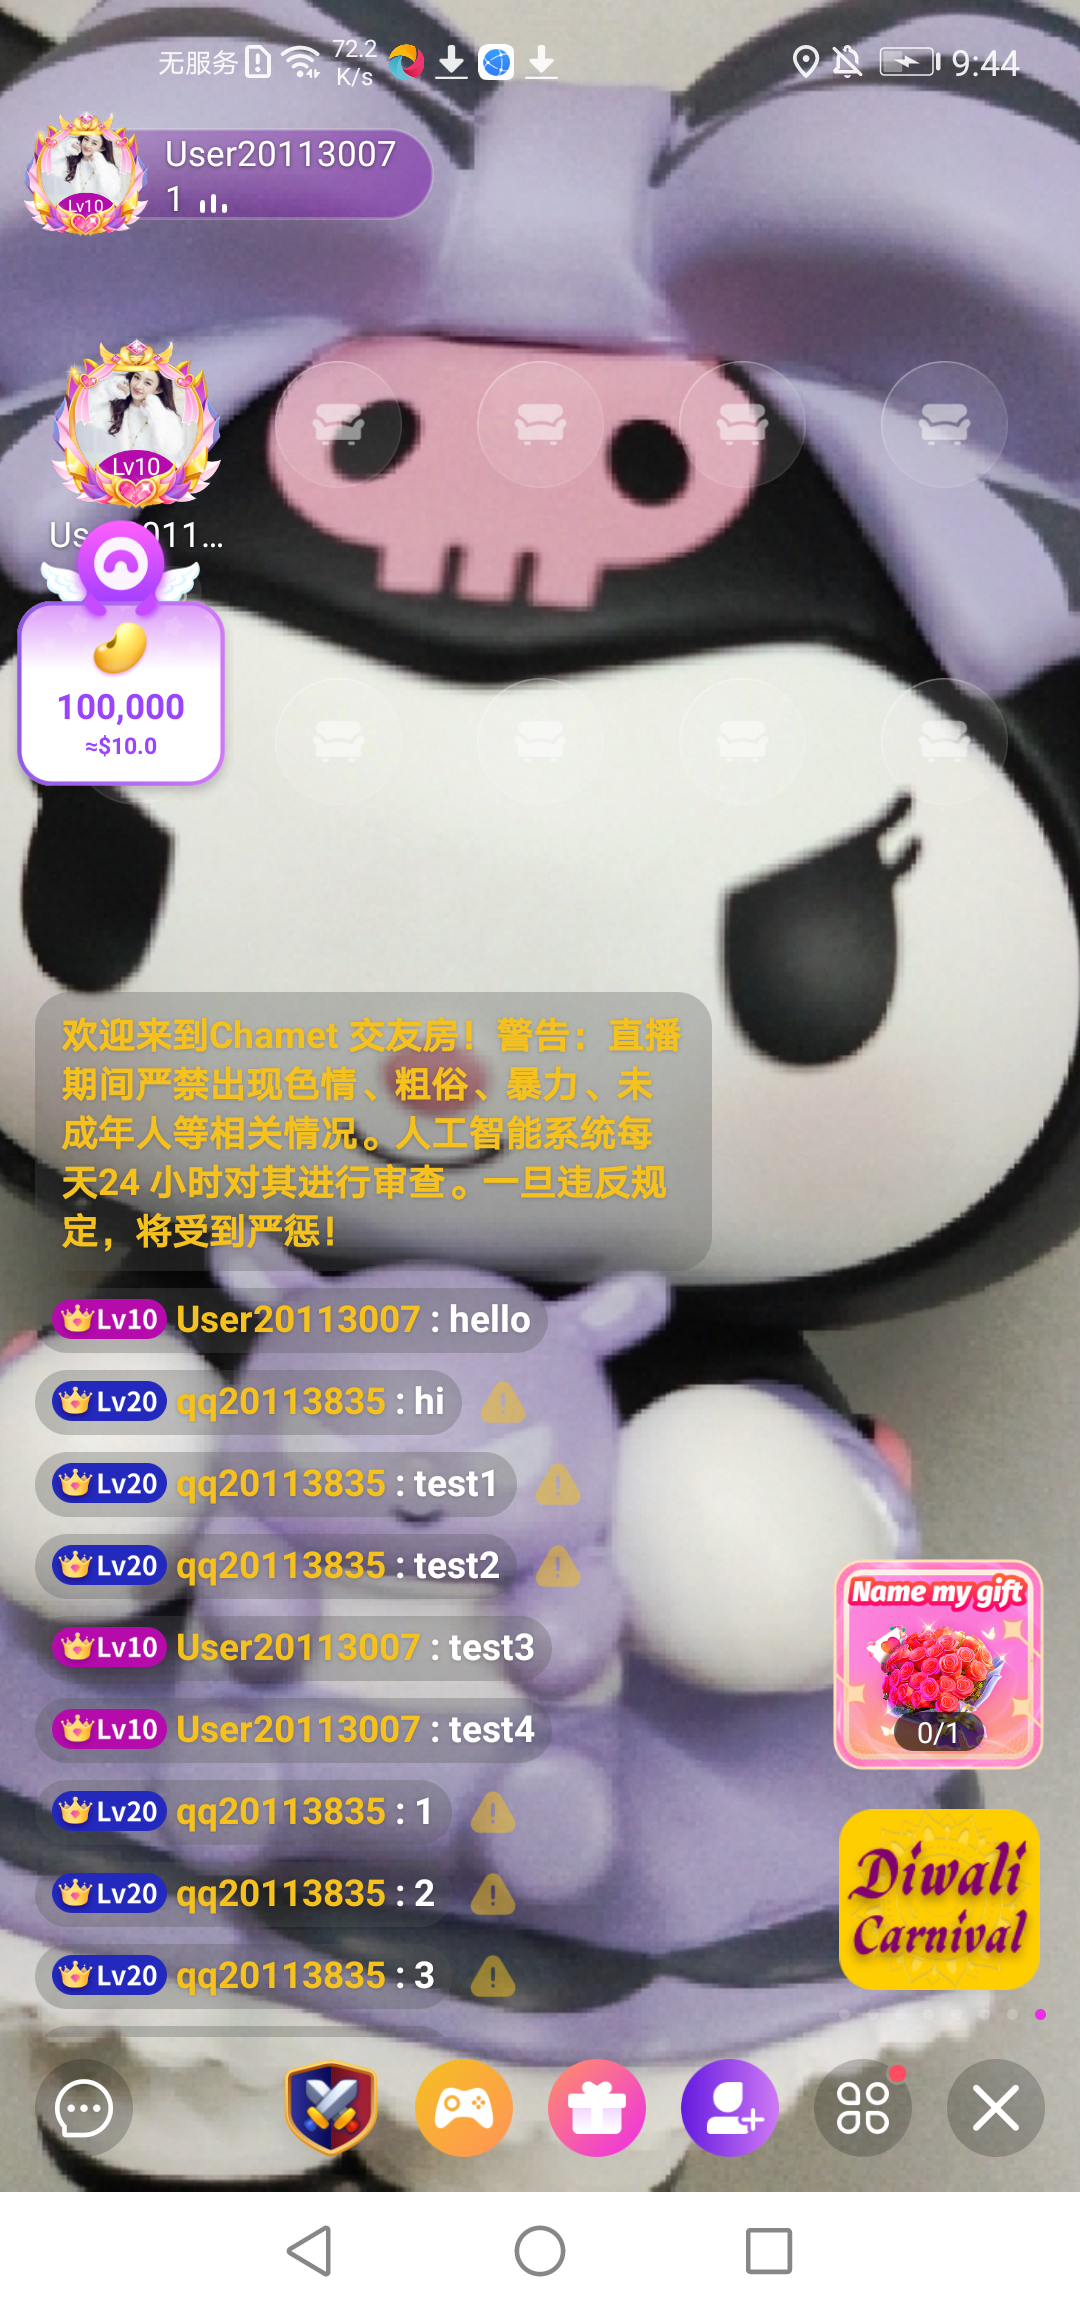 无服务 72.2 K/s 9:44
User20113007
1
Lv10
Lv10
Us 011...
100,000
≈$10.0
欢迎来到Chamet 交友房！警告：直播
期间严禁出现色情、粗俗、暴力、未
成年人等相关情况。人工智能系统每
天24 小时对其进行审查。一旦违反规
定，将受到严惩！
Lv10 User20113007 : hello
Lv20 qq20113835 : hi
Lv20 qq20113835 : test1
Lv20 qq20113835 : test2
Lv10 User20113007 : test3
Lv10 User20113007 : test4
Lv20 qq20113835 : 1
Lv20 qq20113835 : 2
Lv20 qq20113835 : 3
Name my gift
0/1
Diwali
Carnival